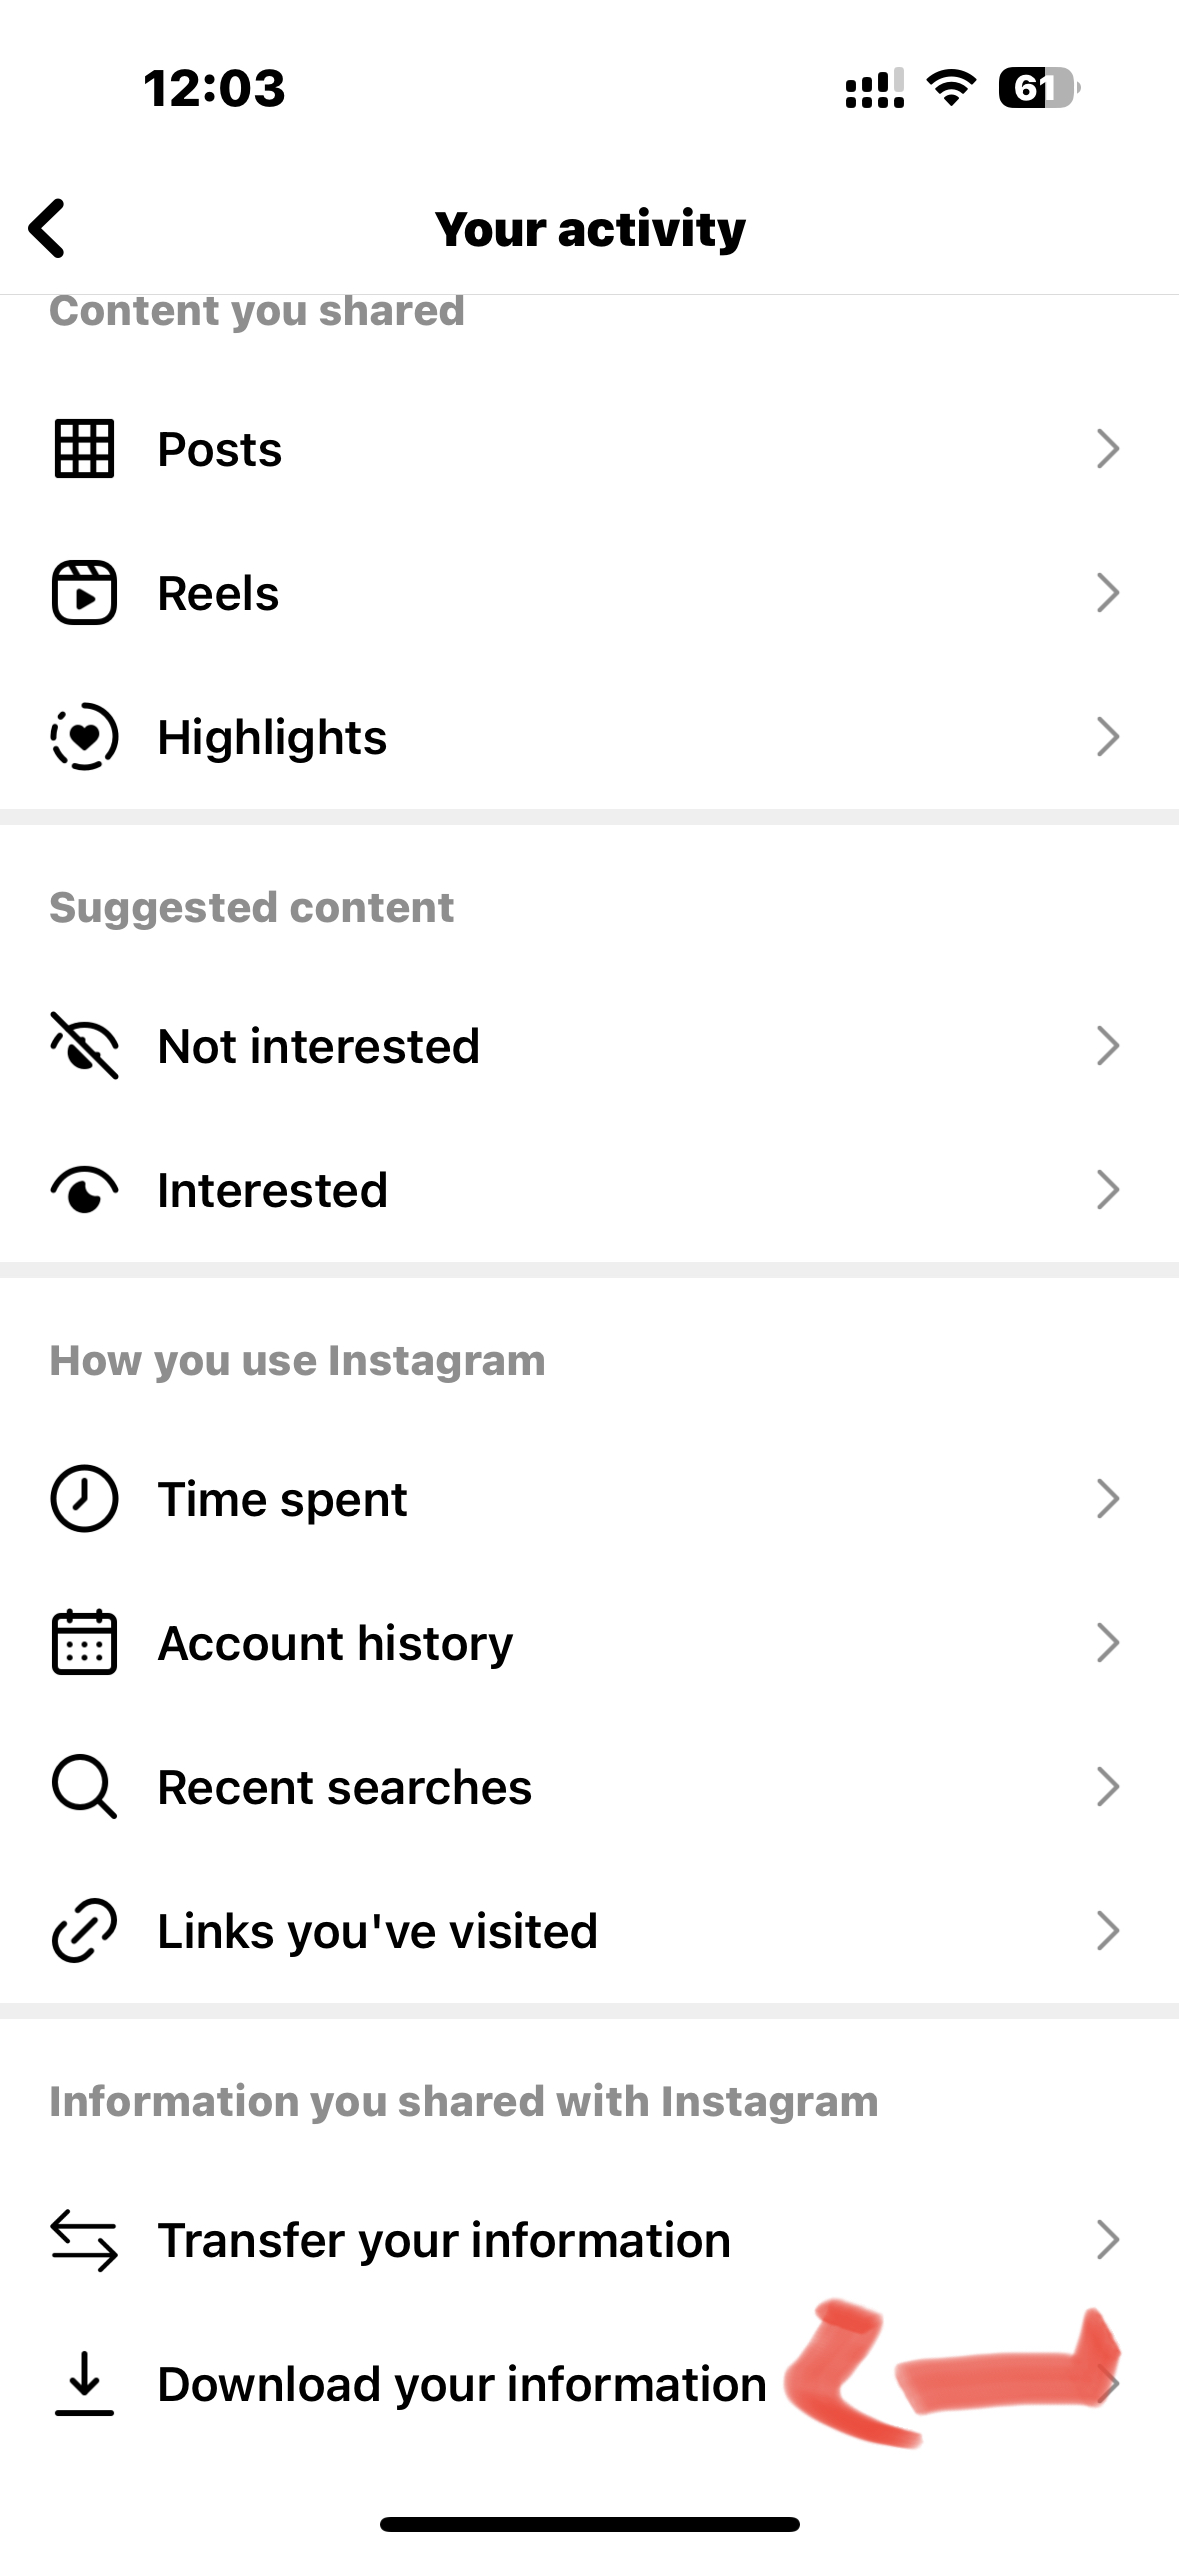 12:03
61
Your activity
Content you shared
Posts
Reels
Highlights
Suggested content
Not interested
Interested
How you use Instagram
Time spent
Account history
Recent searches
Links you've visited
Information you shared with Instagram
Transfer your information
Download your information